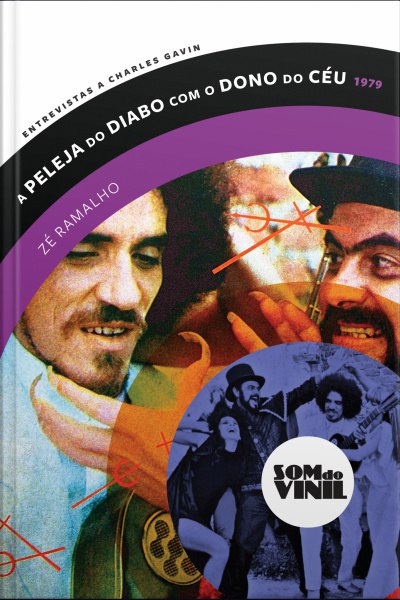 ENTREVISTAS A CHARLES GAVIN
A PELEJA DO DIABO COM O DONO DO CÉU 1979
ZÉ RAMALHO
SOM do
VINIL